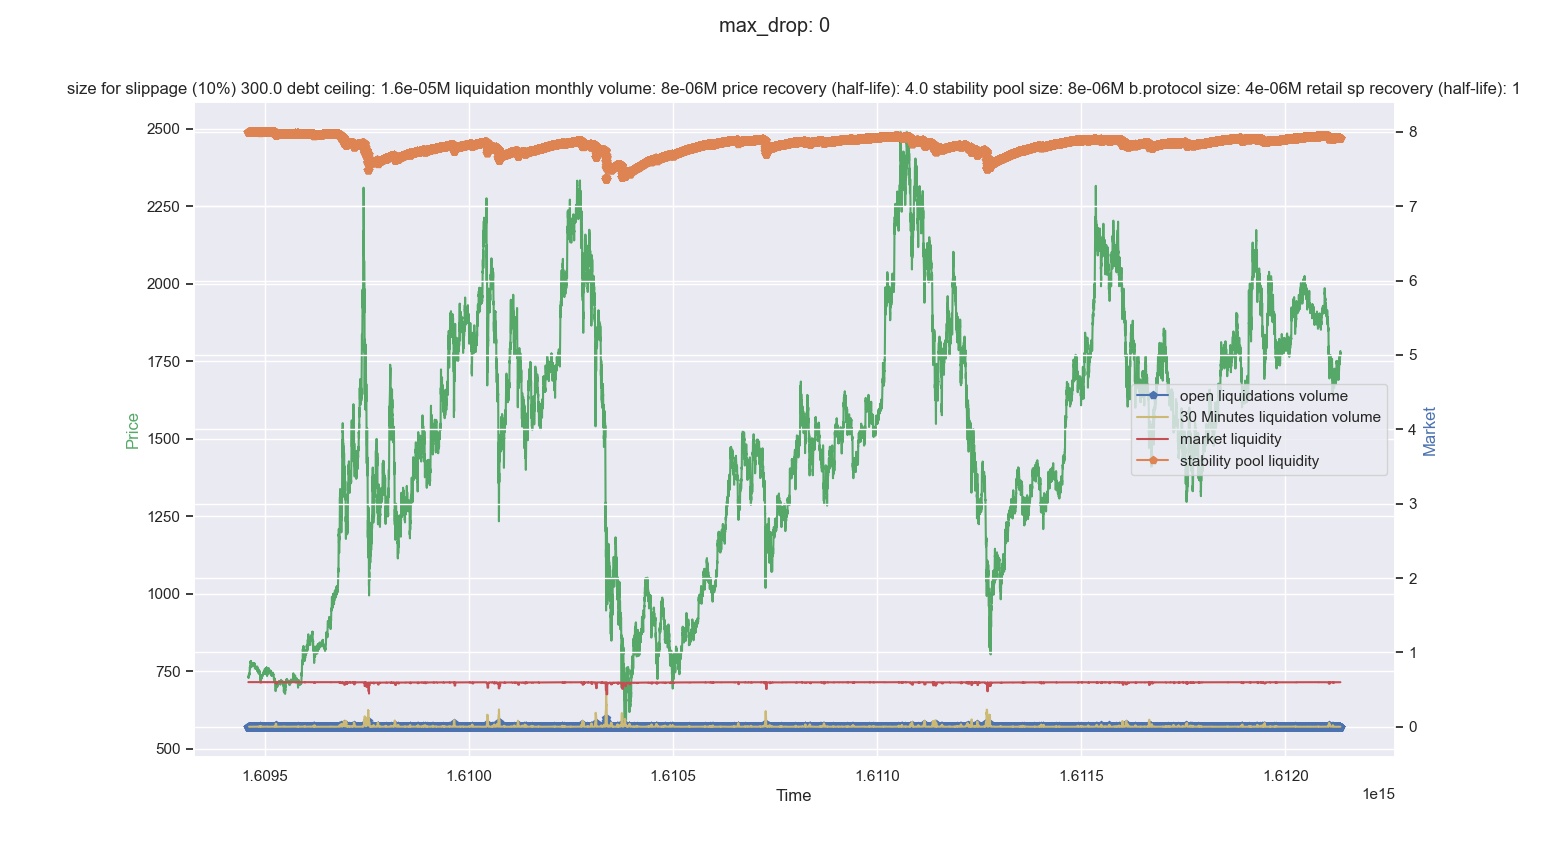 max_drop: 0
size for slippage (10%) 300.0 debt ceiling: 1.6e-05M liquidation monthly volume: 8e-06M price recovery (half-life): 4.0 stability pool size: 8e-06M b.protocol size: 4e-06M retail sp recovery (half-life): 1
2500
2250
2000
1750
1500
1250
1000
750
500
Price
8
7
6
5
4
3
2
1
0
Market
open liquidations volume
30 Minutes liquidation volume
market liquidity
stability pool liquidity
1.6095
1.6100
1.6105
1.6110
1.6115
1.6120
Time
1e15